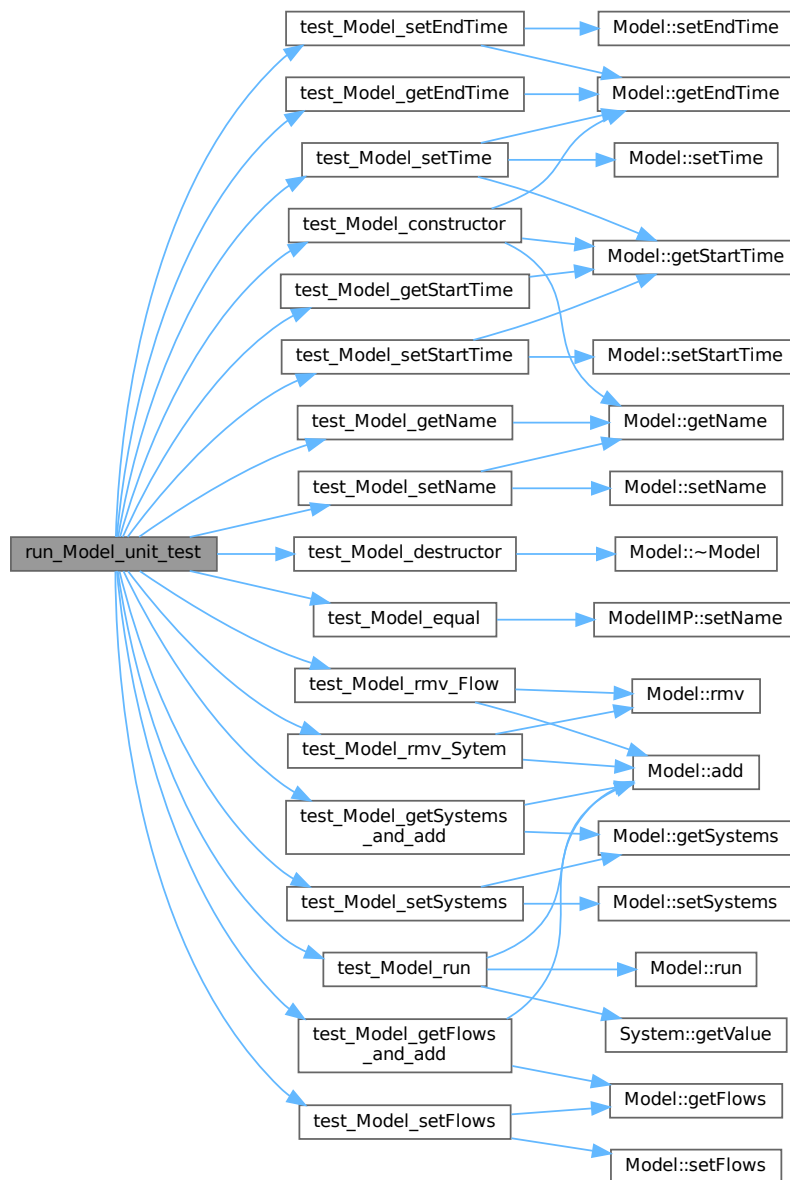 test_Model_setEndTime
Model::setEndTime
test_Model_getEndTime
Model::getEndTime
test_Model_setTime
Model::setTime
test_Model_constructor
Model::getStartTime
test_Model_getStartTime
test_Model_setStartTime
Model::setStartTime
test_Model_getName
Model::getName
test_Model_setName
Model::setName
run_Model_unit_test
test_Model_destructor
Model::~Model
test_Model_equal
ModelIMP::setName
test_Model_rmv_Flow
Model::rmv
test_Model_rmv_Sytem
Model::add
test_Model_getSystems
_and_add
Model::getSystems
test_Model_setSystems
Model::setSystems
test_Model_run
Model::run
System::getValue
test_Model_getFlows
_and_add
Model::getFlows
test_Model_setFlows
Model::setFlows